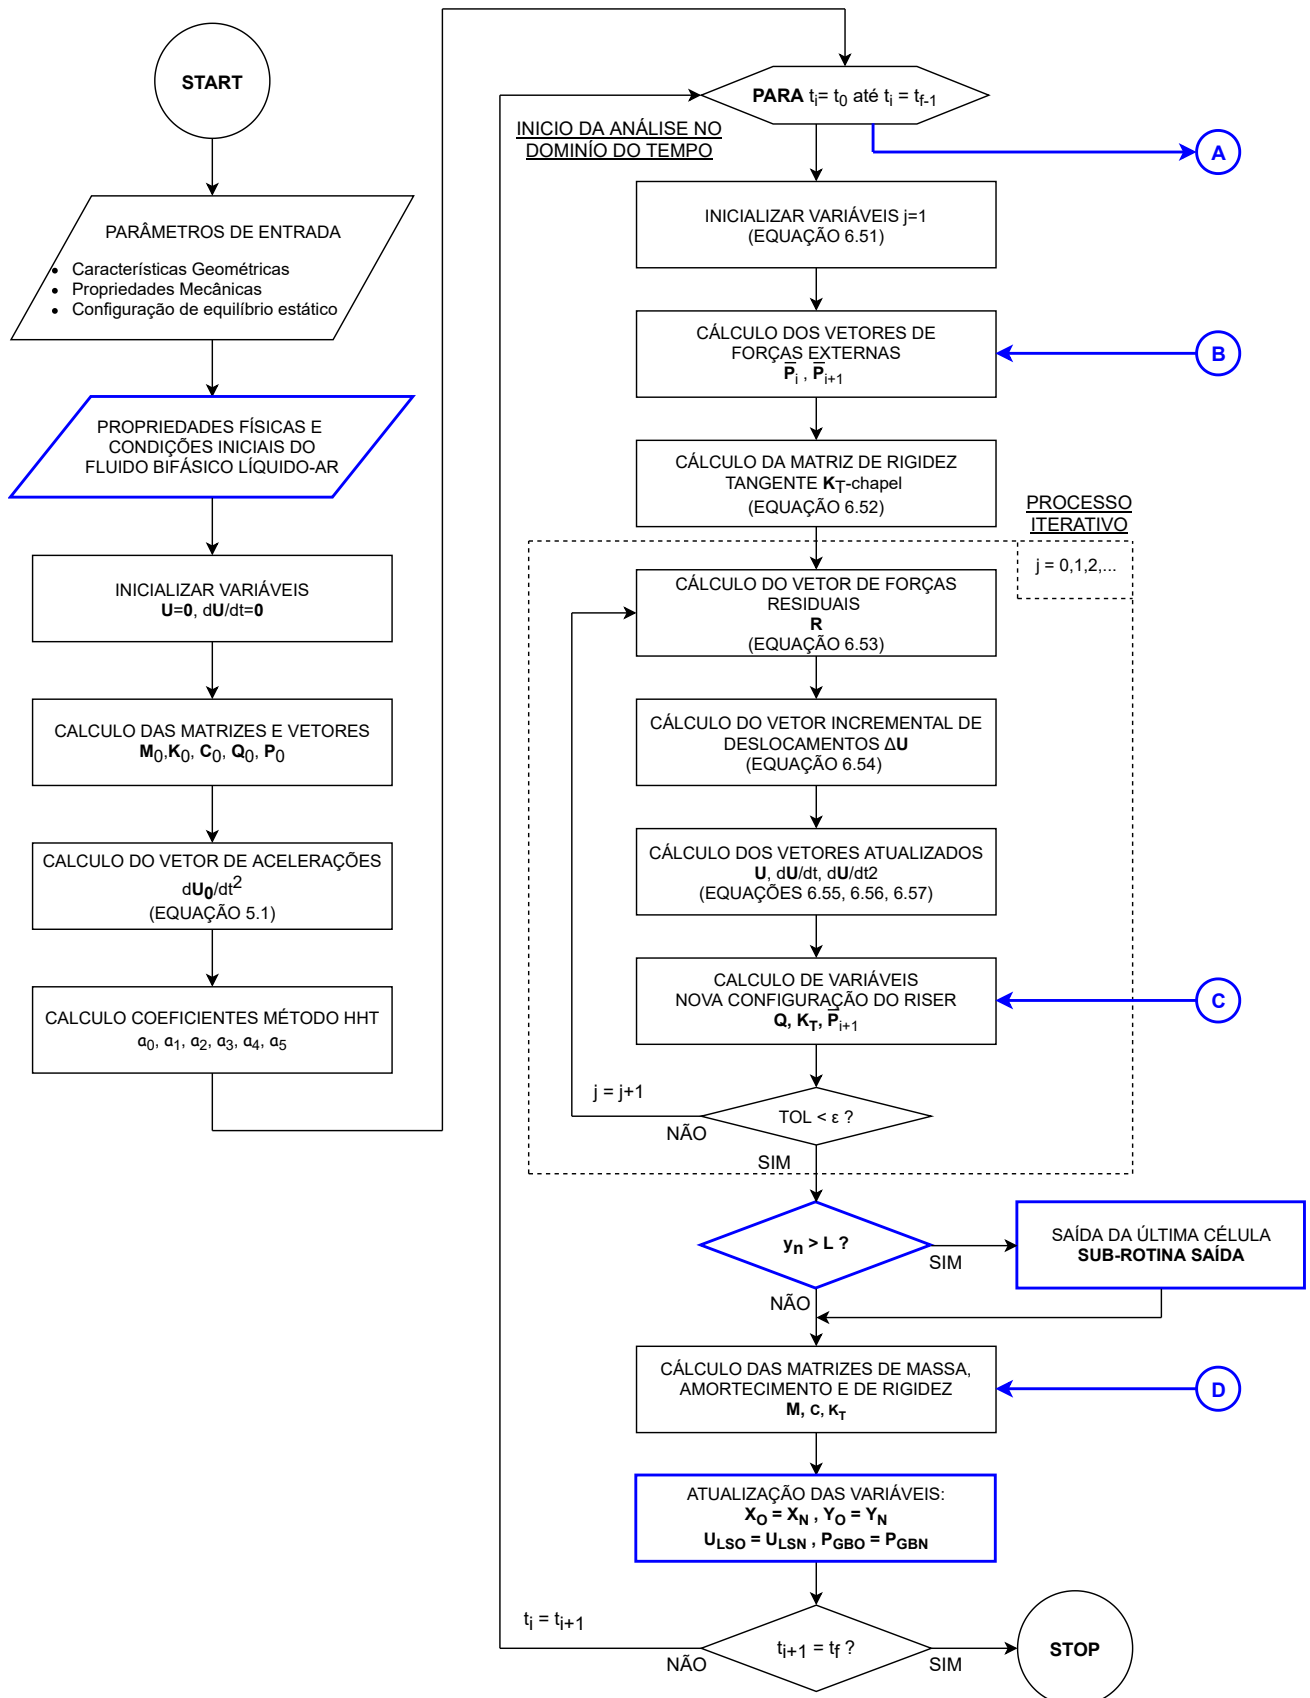 START
PARÂMETROS DE ENTRADA
• Características Geométricas
• Propriedades Mecânicas
• Configuração de equilíbrio estático
PROPRIEDADES FÍSICAS E
CONDIÇÕES INICIAIS DO
FLUIDO BIFÁSICO LÍQUIDO-AR
INICIALIZAR VARIÁVEIS
U=0, dU/dt=0
CALCULO DAS MATRIZES E VETORES
M0,K0, C0, Q0, P0
CALCULO DO VETOR DE ACELERAÇÕES
dU0/dt²
(EQUAÇÃO 5.1)
CALCULO COEFICIENTES MÉTODO HHT
α0, α1, α2, α3, α4, α5
PARA ti= t0 até ti = tf-1
INICIO DA ANÁLISE NO
DOMINÍO DO TEMPO
A
INICIALIZAR VARIÁVEIS j=1
(EQUAÇÃO 6.51)
CÁLCULO DOS VETORES DE
FORÇAS EXTERNAS
P̅i , P̅i+1
B
CÁLCULO DA MATRIZ DE RIGIDEZ
TANGENTE KT-chapel
(EQUAÇÃO 6.52)
PROCESSO
ITERATIVO
j = 0,1,2,...
CÁLCULO DO VETOR DE FORÇAS
RESIDUAIS
R
(EQUAÇÃO 6.53)
CÁLCULO DO VETOR INCREMENTAL DE
DESLOCAMENTOS ΔU
(EQUAÇÃO 6.54)
CÁLCULO DOS VETORES ATUALIZADOS
U, dU/dt, dU/dt2
(EQUAÇÕES 6.55, 6.56, 6.57)
CALCULO DE VARIÁVEIS
NOVA CONFIGURAÇÃO DO RISER
Q, KT, P̅i+1
C
j = j+1
TOL < ε ?
NÃO
SIM
yn > L ?
SIM
NÃO
SAÍDA DA ÚLTIMA CÉLULA
SUB-ROTINA SAÍDA
CÁLCULO DAS MATRIZES DE MASSA,
AMORTECIMENTO E DE RIGIDEZ
M, C, KT
D
ATUALIZAÇÃO DAS VARIÁVEIS:
XO = XN , YO = YN
ULSO = ULSN , PGBO = PGBN
ti = ti+1
ti+1 = tf ?
NÃO
SIM
STOP